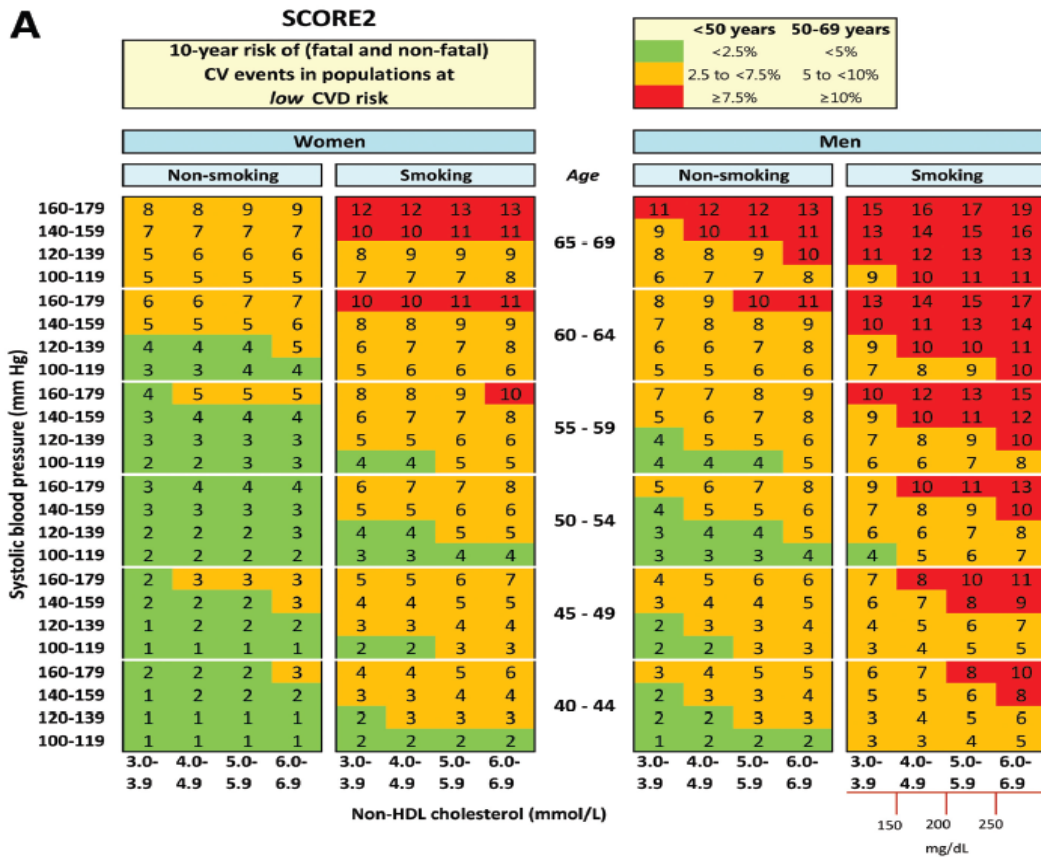 A
SCORE2
10-year risk of (fatal and non-fatal)
CV events in populations at
low CVD risk
<50 years 50-69 years
<2.5% <5%
2.5 to <7.5% 5 to <10%
≥7.5% ≥10%
Women Men
Non-smoking Smoking Age Non-smoking Smoking
Systolic blood pressure (mm Hg)
160-179 8 8 9 9 12 12 13 13 11 12 12 13 15 16 17 19
140-159 7 7 7 7 10 10 11 11 9 10 11 11 13 14 15 16
65 - 69
120-139 5 6 6 6 8 9 9 9 8 8 9 10 11 12 13 13
100-119 5 5 5 5 7 7 7 8 6 7 7 8 9 10 11 11
160-179 6 6 7 7 10 10 11 11 8 9 10 11 13 14 15 17
140-159 5 5 5 6 8 8 9 9 7 8 8 9 10 11 13 14
60 - 64
120-139 4 4 4 5 6 7 7 8 6 6 7 8 9 10 10 11
100-119 3 3 4 4 5 6 6 6 5 5 6 6 7 8 9 10
160-179 4 5 5 5 8 8 9 10 7 7 8 9 10 12 13 15
140-159 3 4 4 4 6 7 7 8 5 6 7 8 9 10 11 12
55 - 59
120-139 3 3 3 3 5 5 6 6 4 5 5 6 7 8 9 10
100-119 2 2 3 3 4 4 5 5 4 4 4 5 6 6 7 8
160-179 3 4 4 4 6 7 7 8 5 6 7 8 9 10 11 13
140-159 3 3 3 3 5 5 6 6 4 5 5 6 7 8 9 10
50 - 54
120-139 2 2 2 3 4 4 5 5 3 4 4 5 6 6 7 8
100-119 2 2 2 2 3 3 4 4 3 3 3 4 4 5 6 7
160-179 2 3 3 3 5 5 6 7 4 5 6 6 7 8 10 11
140-159 2 2 2 3 4 4 5 5 3 4 4 5 6 7 8 9
45 - 49
120-139 1 2 2 2 3 3 4 4 2 3 3 4 4 5 6 7
100-119 1 1 1 1 2 2 3 3 2 2 3 3 3 4 5 5
160-179 2 2 2 3 4 4 5 6 3 4 5 5 6 7 8 10
140-159 1 2 2 2 3 3 4 4 2 3 3 4 5 5 6 8
40 - 44
120-139 1 1 1 1 2 3 3 3 2 2 3 3 3 4 5 6
100-119 1 1 1 1 2 2 2 2 1 2 2 2 3 3 4 5
3.0- 4.0- 5.0- 6.0- 3.0- 4.0- 5.0- 6.0- 3.0- 4.0- 5.0- 6.0- 3.0- 4.0- 5.0- 6.0-
3.9 4.9 5.9 6.9 3.9 4.9 5.9 6.9 3.9 4.9 5.9 6.9 3.9 4.9 5.9 6.9
Non-HDL cholesterol (mmol/L)
150 200 250
mg/dL